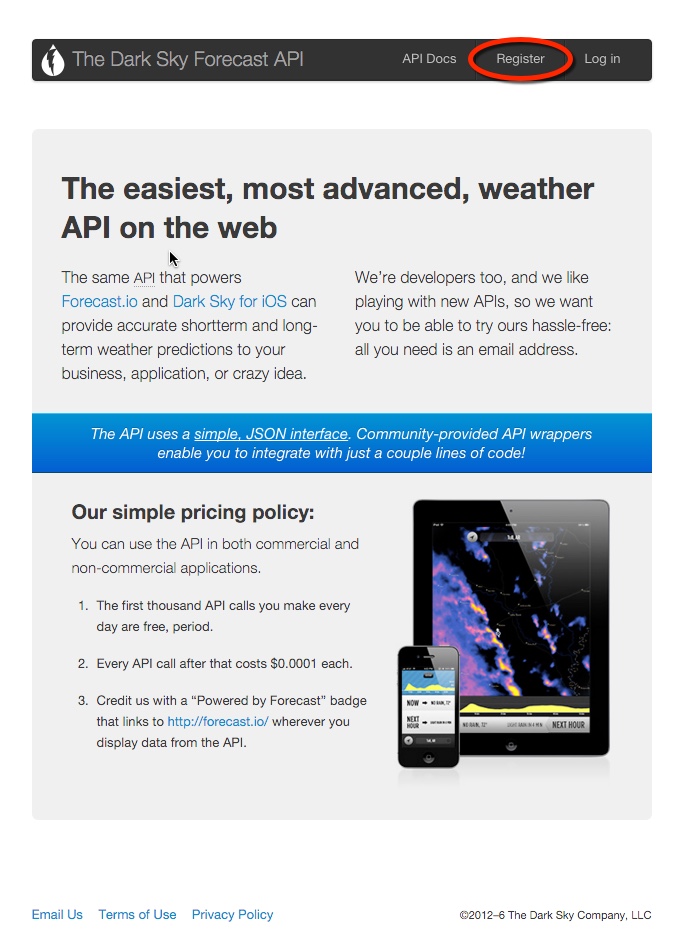 The Dark Sky Forecast API
API Docs
Register
Log in
The easiest, most advanced, weather
API on the web
The same API that powers
Forecast.io and Dark Sky for iOS can
provide accurate shortterm and long-
term weather predictions to your
business, application, or crazy idea.
We’re developers too, and we like
playing with new APIs, so we want
you to be able to try ours hassle-free:
all you need is an email address.
The API uses a simple, JSON interface. Community-provided API wrappers
enable you to integrate with just a couple lines of code!
Our simple pricing policy:
You can use the API in both commercial and
non-commercial applications.
1. The first thousand API calls you make every
day are free, period.
2. Every API call after that costs $0.0001 each.
3. Credit us with a “Powered by Forecast” badge
that links to http://forecast.io/ wherever you
display data from the API.
NOW
NO RAIN, 72°
NEXT
HOUR
NO RAIN, 72°
NEXT HOUR
Email Us
Terms of Use
Privacy Policy
©2012–6 The Dark Sky Company, LLC